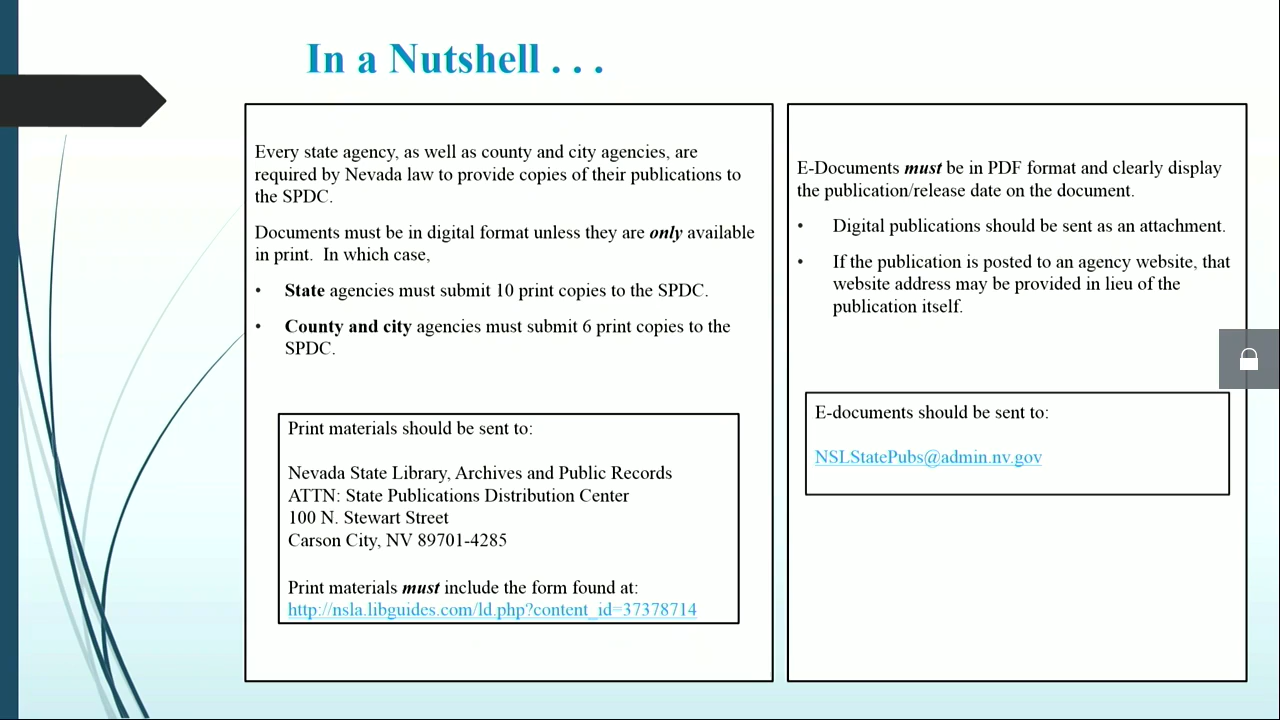 In a Nutshell . . .
Every state agency, as well as county and city agencies, are
required by Nevada law to provide copies of their publications to
the SPDC.
Documents must be in digital format unless they are only available
in print.  In which case,
• State agencies must submit 10 print copies to the SPDC.
• County and city agencies must submit 6 print copies to the
SPDC.
Print materials should be sent to:
Nevada State Library, Archives and Public Records
ATTN: State Publications Distribution Center
100 N. Stewart Street
Carson City, NV 89701-4285
Print materials must include the form found at:
http://nsla.libguides.com/ld.php?content_id=37378714
E-Documents must be in PDF format and clearly display
the publication/release date on the document.
• Digital publications should be sent as an attachment.
• If the publication is posted to an agency website, that
website address may be provided in lieu of the
publication itself.
E-documents should be sent to:
NSLStatePubs@admin.nv.gov